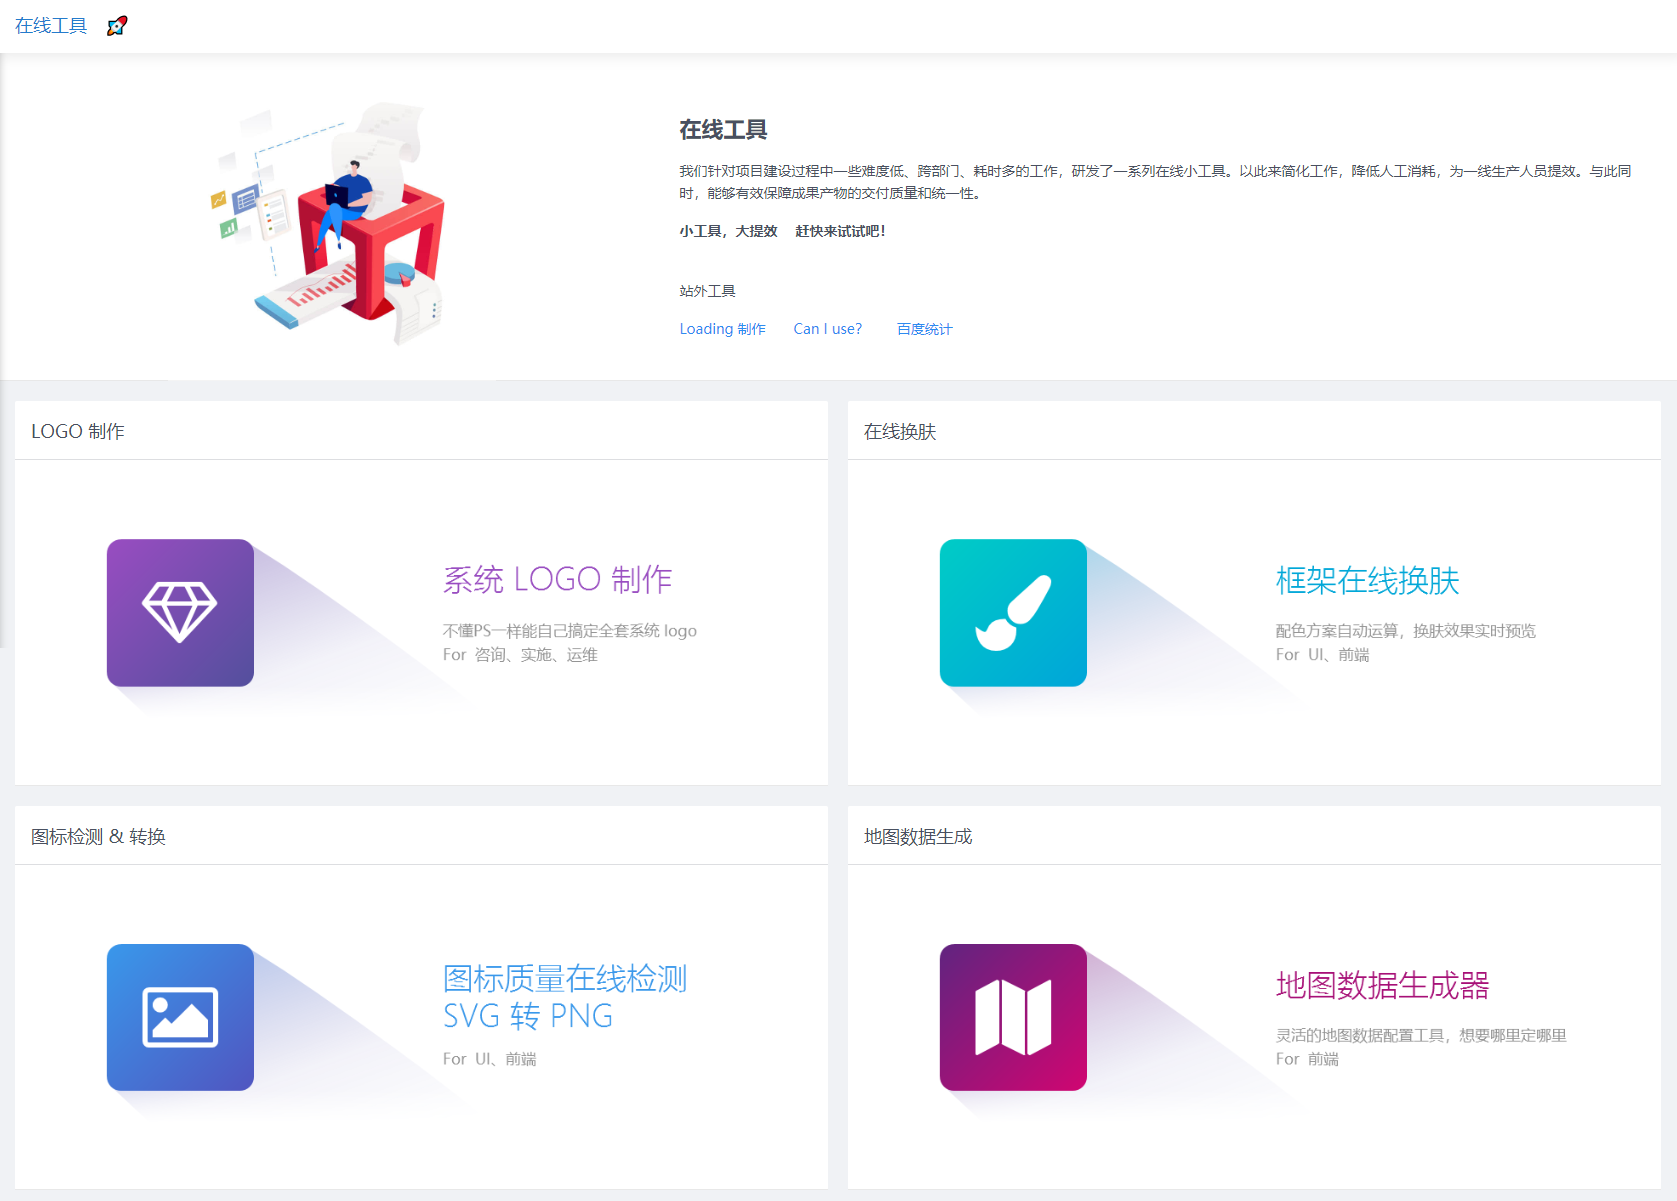 在线工具
在线工具
我们针对项目建设过程中一些难度低、跨部门、耗时多的工作，研发了一系列在线小工具。以此来简化工作，降低人工消耗，为一线生产人员提效。与此同
时，能够有效保障成果产物的交付质量和统一性。
小工具，大提效 赶快来试试吧！
站外工具
Loading 制作 Can I use? 百度统计
LOGO 制作
系统 LOGO 制作
不懂PS一样能自己搞定全套系统 logo
For 咨询、实施、运维
在线换肤
框架在线换肤
配色方案自动运算，换肤效果实时预览
For UI、前端
图标检测 & 转换
图标质量在线检测
SVG 转 PNG
For UI、前端
地图数据生成
地图数据生成器
灵活的地图数据配置工具，想要哪里定哪里
For 前端